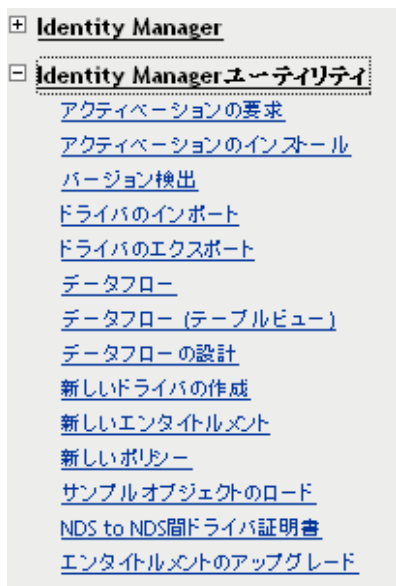 Identity Manager
Identity Managerユーティリティ
アクティベーションの要求
アクティベーションのインストール
バージョン検出
ドライバのインポート
ドライバのエクスポート
データフロー
データフロー (テーブルビュー)
データフローの設計
新しいドライバの作成
新しいエンタイトルメント
新しいポリシー
サンプルオブジェクトのロード
NDS to NDS間ドライバ証明書
エンタイトルメントのアップグレード